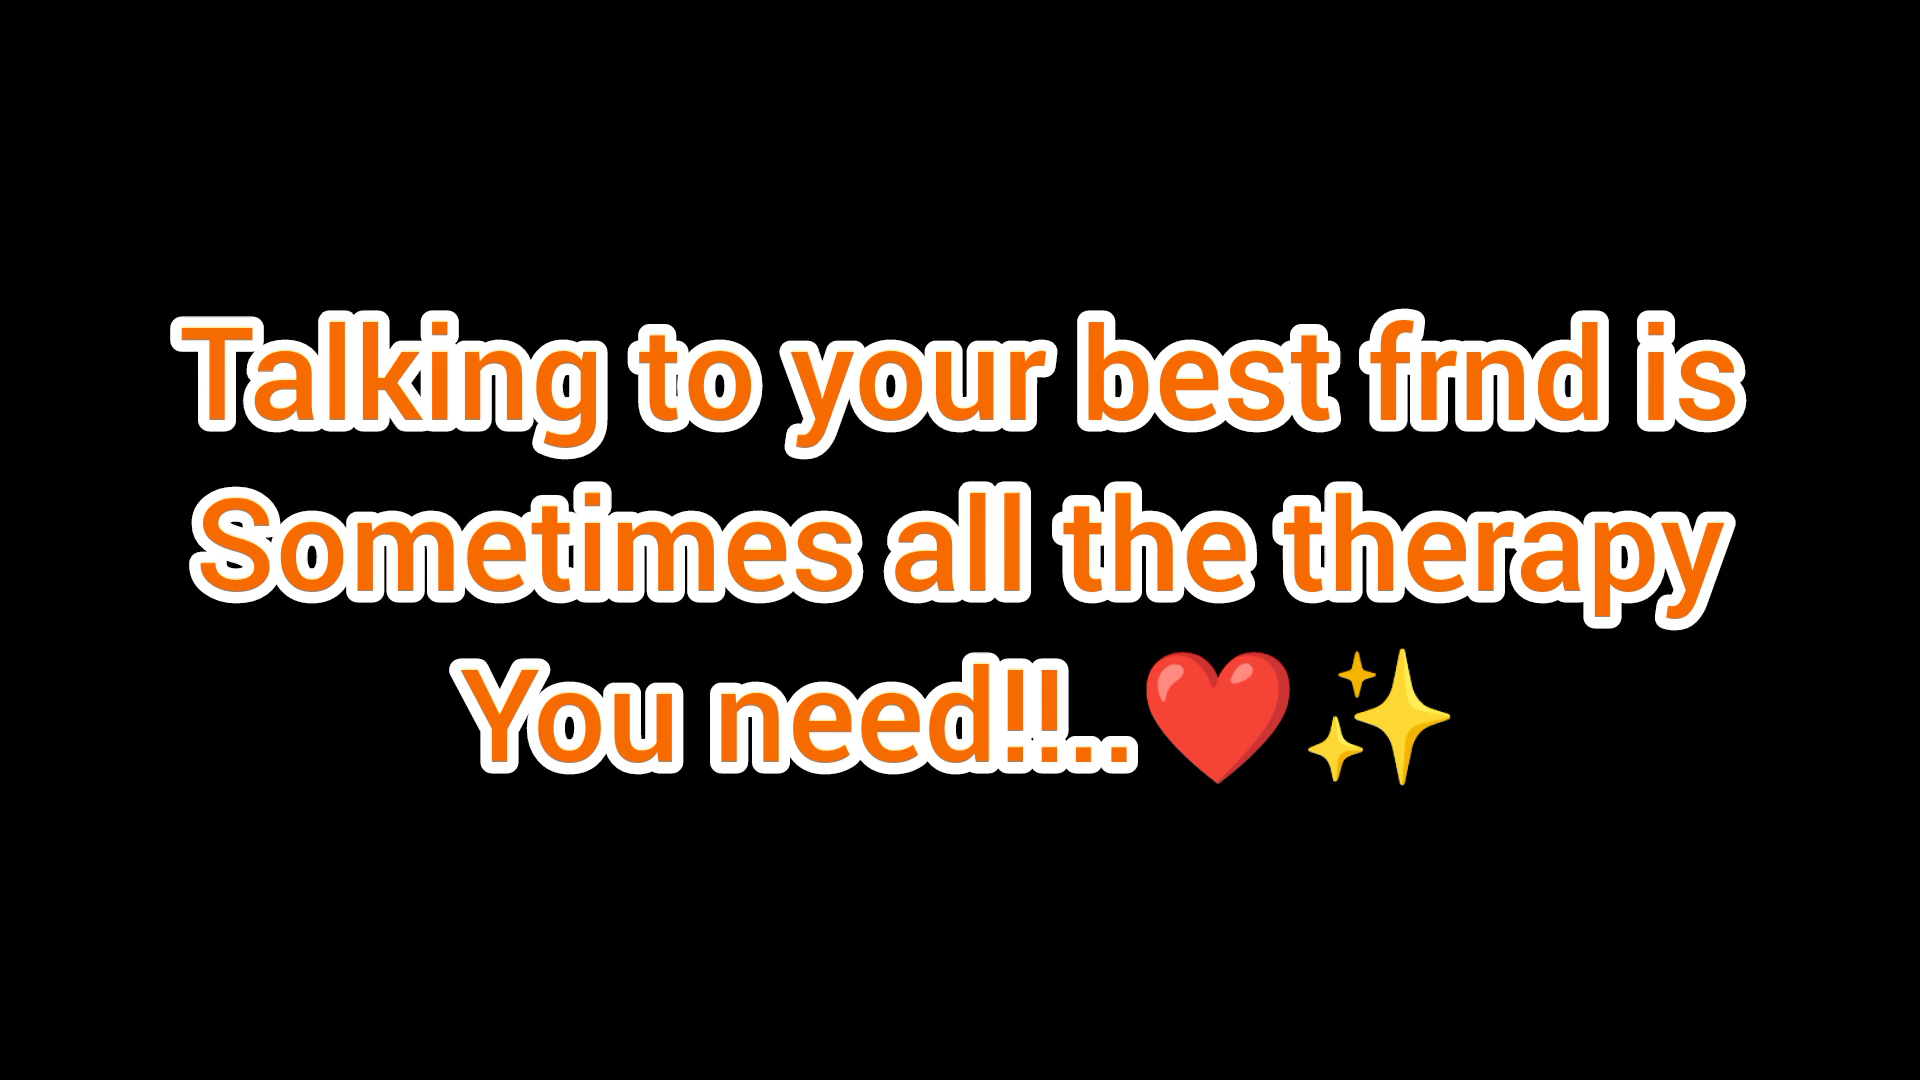 Talking to your best frnd is
Sometimes all the therapy
You need!!..❤️✨